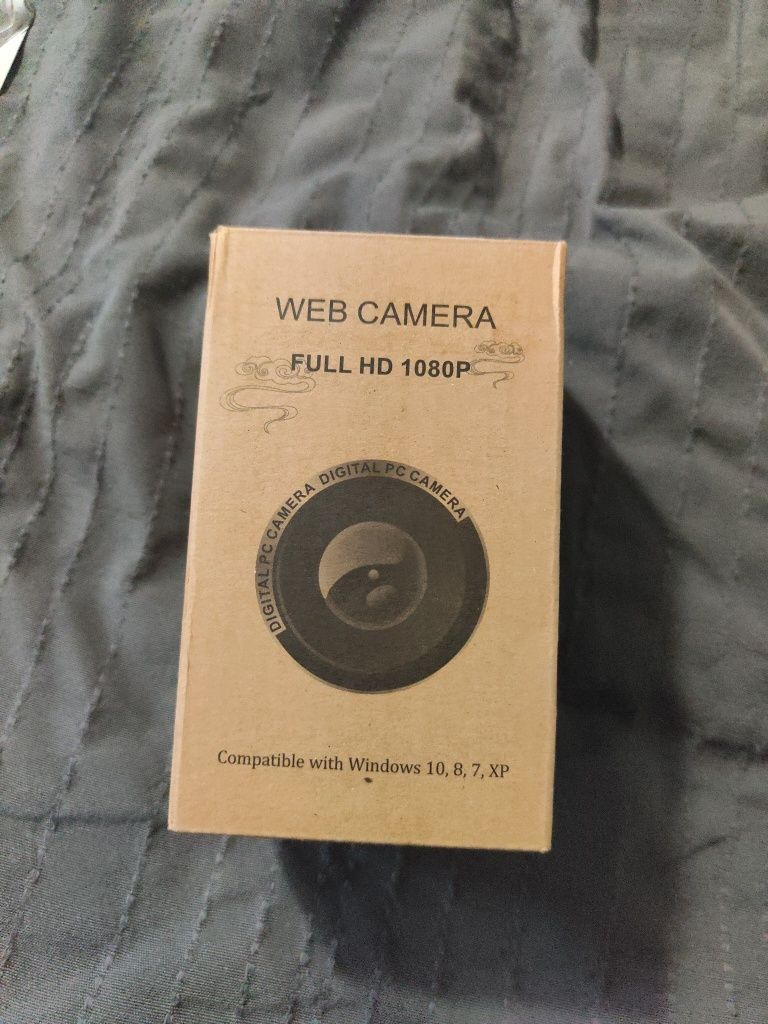 WEB CAMERA
FULL HD 1080P
DIGITAL PC CAMERA DIGITAL PC CAMERA
Compatible with Windows 10, 8, 7, XP